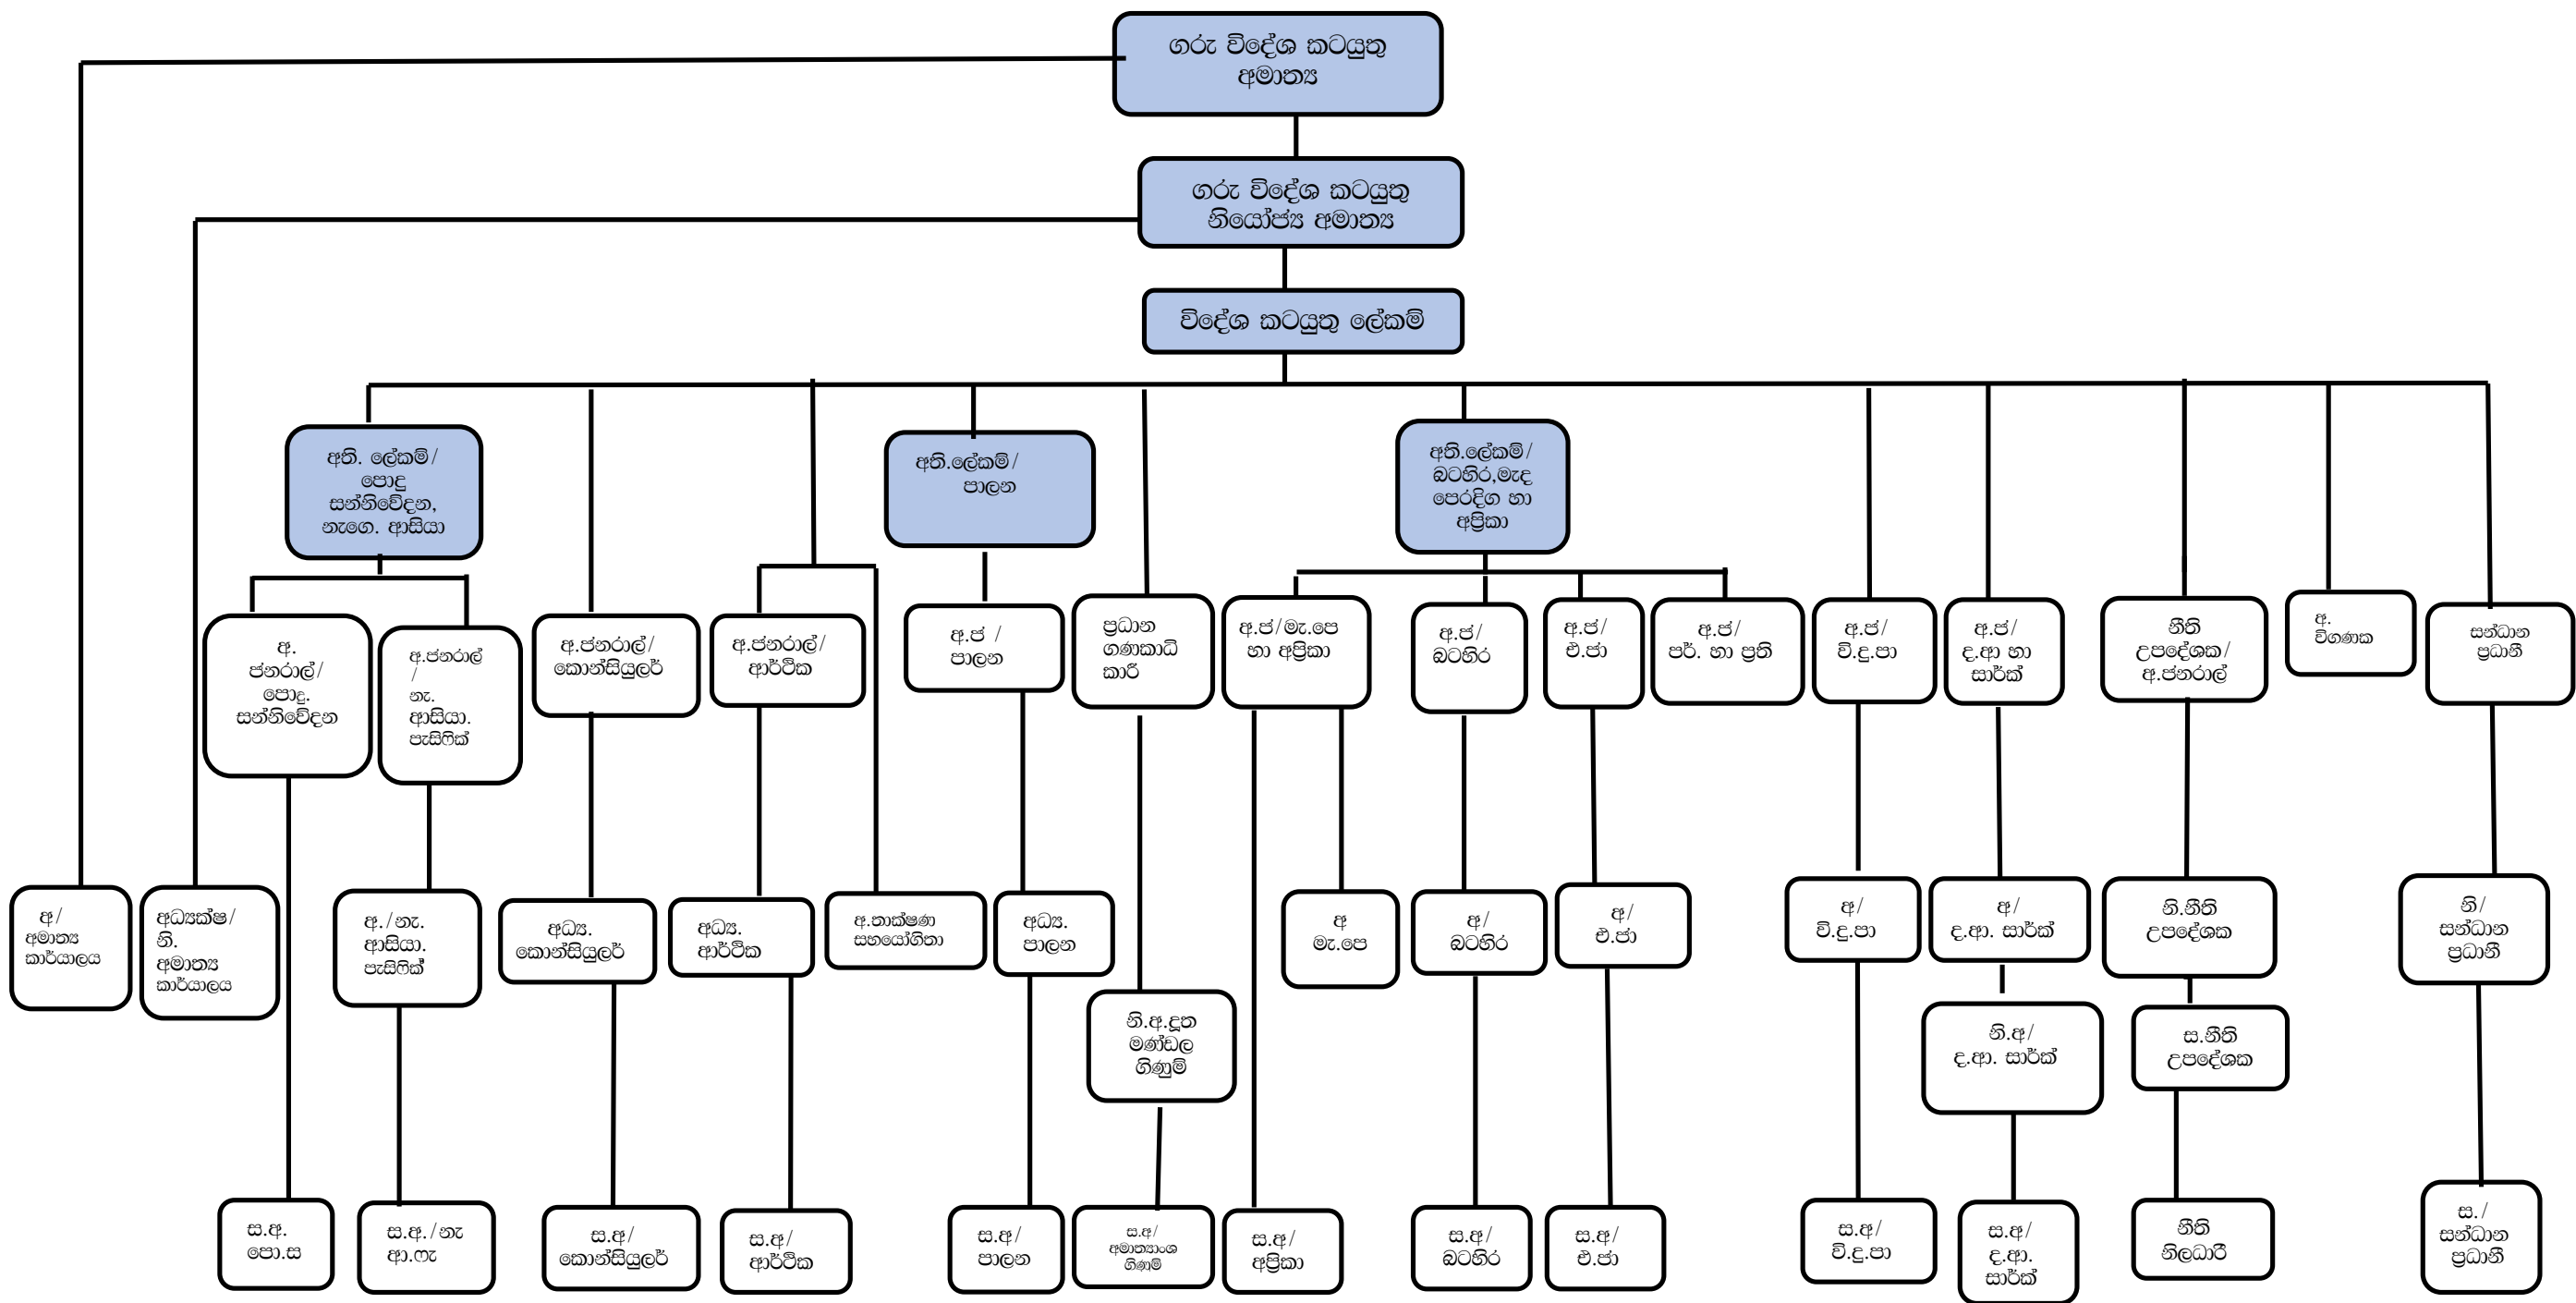 ගරු විදේශ කටයුතු
අමාත්‍ය
ගරු විදේශ කටයුතු
නියෝජ්‍ය අමාත්‍ය
විදේශ කටයුතු ලේකම්
අති. ලේකම්/
පොදු
සන්නිවේදන,
නැගෙ. ආසියා
අති.ලේකම්/
පාලන
අති.ලේකම්/
බටහිර,මැද
පෙරදිග හා
අප්‍රිකා
අ.
ජනරාල්/
පොදු.
සන්නිවේදන
අ.ජනරාල්
/
නැ.
ආසියා.
පැසිෆික්
අ.ජනරාල්/
කොන්සියුලර්
අ.ජනරාල්/
ආර්ථික
අ.ජ /
පාලන
ප්‍රධාන
ගණකාධි
කාරී
අ.ජ/මැ.පෙ
හා අප්‍රිකා
අ.ජ/
බටහිර
අ.ජ/
එ.ජා
අ.ජ/
පර්. හා ප්‍රති
අ.ජ/
වි.දු.පා
අ.ජ/
ද.ආ හා
සාර්ක්
නීති
උපදේශක/
අ.ජනරාල්
අ.
විගණක
සන්ධාන
ප්‍රධානී
අ/
අමාත්‍ය
කාර්යාලය
අධ්‍යක්ෂ/
නි.
අමාත්‍ය
කාර්යාලය
අ./නැ.
ආසියා.
පැසිෆික්
අධ්‍ය.
කොන්සියුලර්
අධ්‍ය.
ආර්ථික
අ.තාක්ෂණ
සහයෝගිතා
අධ්‍ය.
පාලන
අ
මැ.පෙ
අ/
බටහිර
අ/
එ.ජා
අ/
වි.දු.පා
අ/
ද.ආ. සාර්ක්
නි.නීති
උපදේශක
නි/
සන්ධාන
ප්‍රධානී
නි.අ.දූත
මණ්ඩල
ගිණුම්
නි.අ/
ද.ආ. සාර්ක්
ස.නීති
උපදේශක
ස.අ.
පො.ස
ස.අ./නැ
ආ.ෆැ
ස.අ/
කොන්සියුලර්
ස.අ/
ආර්ථික
ස.අ/
පාලන
ස.අ/
අමාත්‍යාංශ
ගිණුම්
ස.අ/
අප්‍රිකා
ස.අ/
බටහිර
ස.අ/
එ.ජා
ස.අ/
වි.දු.පා
ස.අ/
ද.ආ.
සාර්ක්
නීති
නිලධාරී
ස./
සන්ධාන
ප්‍රධානී